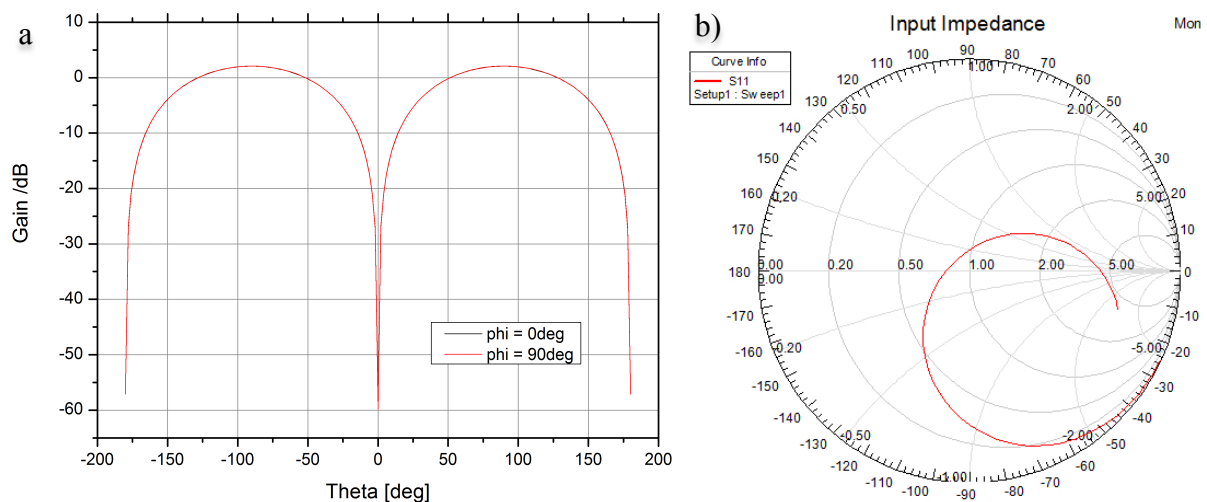 a
10
0
-10
-20
-30
-40
-50
-60
Gain /dB
phi = 0deg
phi = 90deg
-200 -150 -100 -50 0 50 100 150 200
Theta [deg]
b)
Input Impedance
Mon
Curve Info
S11
Setup1 : Sweep1
90
100 80
110 70
120 60
130 50
140 40
150 30
160 20
170 10
180 0
-170 -10
-160 -20
-150 -30
-140 -40
-130 -50
-120 -60
-110 -70
-100 -80
-90
1.00
0.50 2.00
0.20 5.00
0.00 0.20 0.50 1.00 2.00 5.00
0.00
-0.20 -5.00
-0.50 -2.00
-1.00